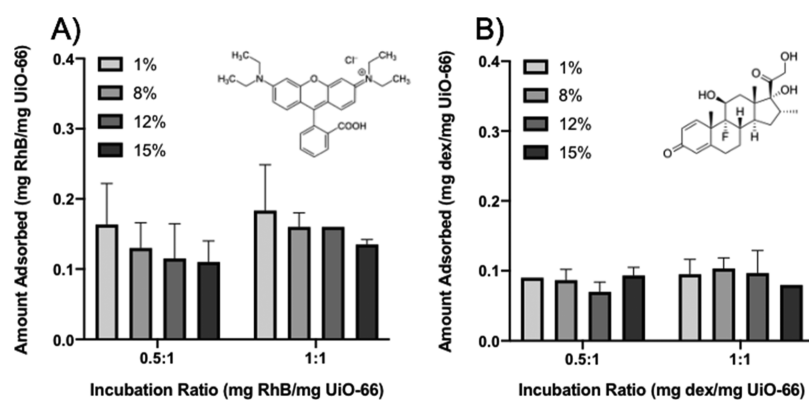 A)
Amount Adsorbed (mg RhB/mg UiO-66)
0.4
0.3
0.2
0.1
0.0
1%
8%
12%
15%
H₃C
H₃C
N
O
Cl⁻
N⁺
CH₃
CH₃
COOH
0.5:1
1:1
Incubation Ratio (mg RhB/mg UiO-66)
B)
Amount Adsorbed (mg dex/mg UiO-66)
0.4
0.3
0.2
0.1
0.0
1%
8%
12%
15%
OH
O
HO
OH
H
F
H
O
0.5:1
1:1
Incubation Ratio (mg dex/mg UiO-66)